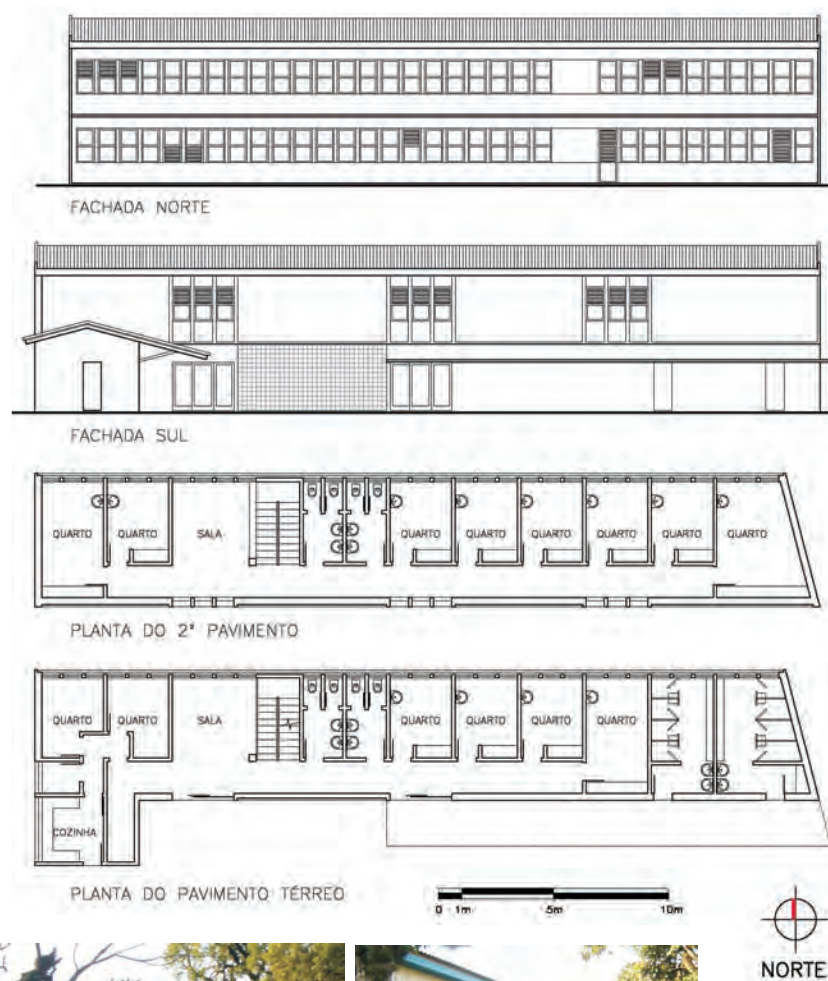 FACHADA NORTE
FACHADA SUL
QUARTO QUARTO SALA QUARTO QUARTO QUARTO QUARTO QUARTO QUARTO
PLANTA DO 2º PAVIMENTO
QUARTO QUARTO SALA QUARTO QUARTO QUARTO QUARTO
COZINHA
PLANTA DO PAVIMENTO TÉRREO
0 1m 5m 10m
NORTE